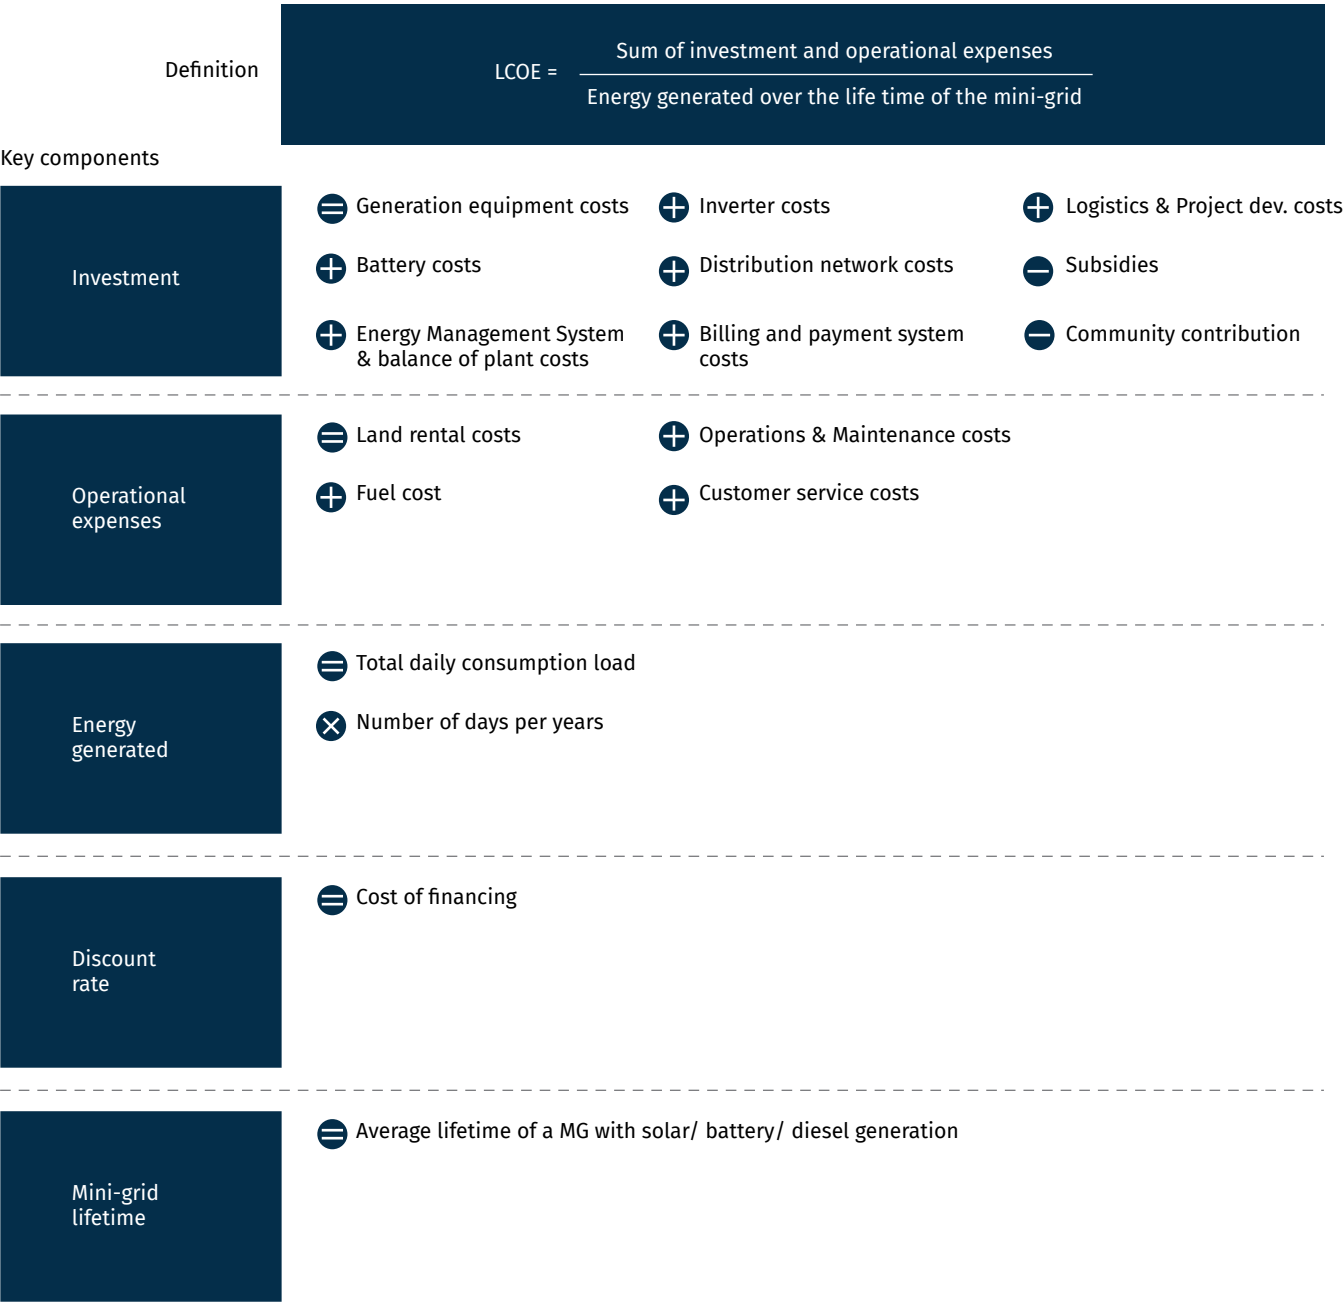 Definition
LCOE =
Sum of investment and operational expenses
Energy generated over the life time of the mini-grid
Key components
Investment
= Generation equipment costs
+ Battery costs
+ Energy Management System
& balance of plant costs
+ Inverter costs
+ Distribution network costs
+ Billing and payment system
costs
+ Logistics & Project dev. costs
− Subsidies
− Community contribution
Operational
expenses
= Land rental costs
+ Fuel cost
+ Operations & Maintenance costs
+ Customer service costs
Energy
generated
= Total daily consumption load
× Number of days per years
Discount
rate
= Cost of financing
Mini-grid
lifetime
= Average lifetime of a MG with solar/ battery/ diesel generation